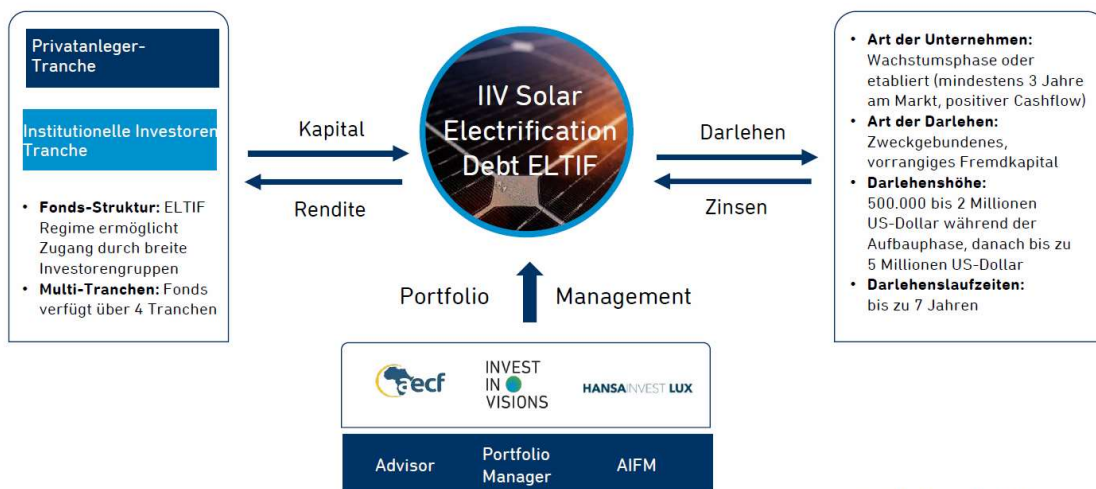 Privatanleger-
Tranche
Institutionelle Investoren
Tranche
• Fonds-Struktur: ELTIF
Regime ermöglicht
Zugang durch breite
Investorengruppen
• Multi-Tranchen: Fonds
verfügt über 4 Tranchen
Kapital
Rendite
IIV Solar
Electrification
Debt ELTIF
Darlehen
Zinsen
• Art der Unternehmen:
Wachstumsphase oder
etabliert (mindestens 3 Jahre
am Markt, positiver Cashflow)
• Art der Darlehen:
Zweckgebundenes,
vorrangiges Fremdkapital
• Darlehenshöhe:
500.000 bis 2 Millionen
US-Dollar während der
Aufbauphase, danach bis zu
5 Millionen US-Dollar
• Darlehenslaufzeiten:
bis zu 7 Jahren
Portfolio Management
aecf
INVEST
IN
VISIONS
HANSAINVEST LUX
Advisor
Portfolio
Manager
AIFM